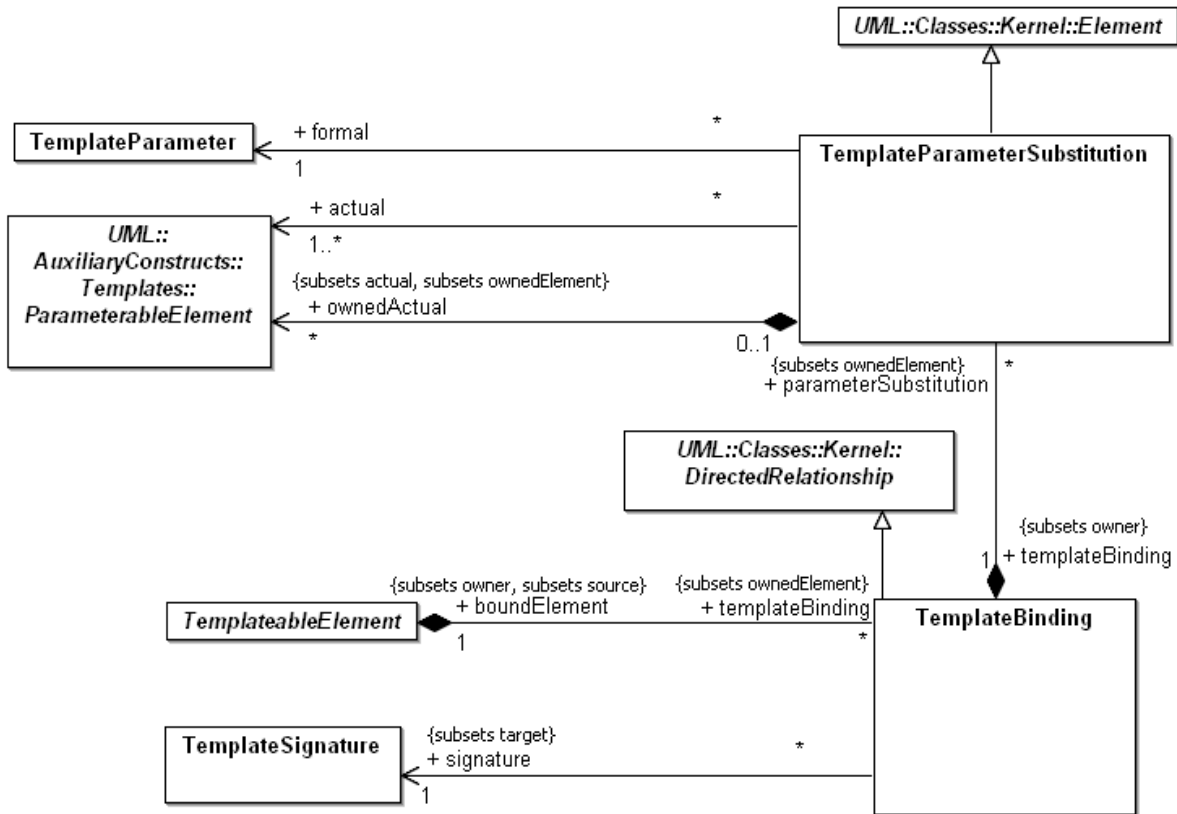 UML::Classes::Kernel::Element
+ formal
*
TemplateParameter
TemplateParameterSubstitution
1
+ actual
*
UML::
AuxiliaryConstructs::
Templates::
ParameterableElement
1..*
{subsets actual, subsets ownedElement}
+ ownedActual
*
0..1
{subsets ownedElement}
+ parameterSubstitution
*
UML::Classes::Kernel::
DirectedRelationship
{subsets owner}
1
+ templateBinding
{subsets owner, subsets source}
+ boundElement
{subsets ownedElement}
+ templateBinding
TemplateableElement
1
*
TemplateBinding
TemplateSignature
{subsets target}
+ signature
*
1